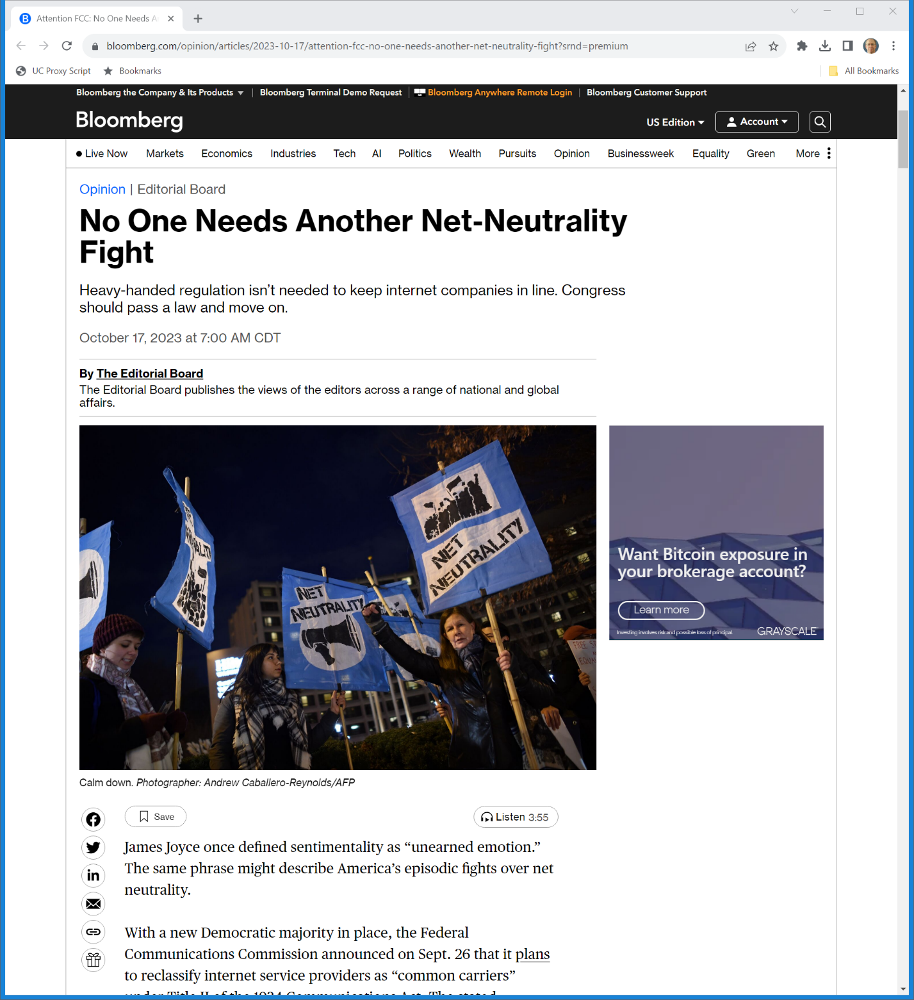 Attention FCC: No One Needs A
bloomberg.com/opinion/articles/2023-10-17/attention-fcc-no-one-needs-another-net-neutrality-fight?srnd=premium
UC Proxy Script Bookmarks All Bookmarks
Bloomberg the Company & Its Products Bloomberg Terminal Demo Request Bloomberg Anywhere Remote Login Bloomberg Customer Support
Bloomberg US Edition Account
Live Now Markets Economics Industries Tech AI Politics Wealth Pursuits Opinion Businessweek Equality Green More
Opinion | Editorial Board
No One Needs Another Net-Neutrality
Fight
Heavy-handed regulation isn’t needed to keep internet companies in line. Congress
should pass a law and move on.
October 17, 2023 at 7:00 AM CDT
By The Editorial Board
The Editorial Board publishes the views of the editors across a range of national and global
affairs.
NET
NEUTRALITY
NET
NEUTRALITY
Want Bitcoin exposure in
your brokerage account?
Learn more
Investing involves risk and possible loss of principal.
GRAYSCALE
Calm down. Photographer: Andrew Caballero-Reynolds/AFP
Save
Listen 3:55
James Joyce once defined sentimentality as “unearned emotion.”
The same phrase might describe America’s episodic fights over net
neutrality.
With a new Democratic majority in place, the Federal
Communications Commission announced on Sept. 26 that it plans
to reclassify internet service providers as “common carriers”
under Title II of the 1934 Communications Act. The stated